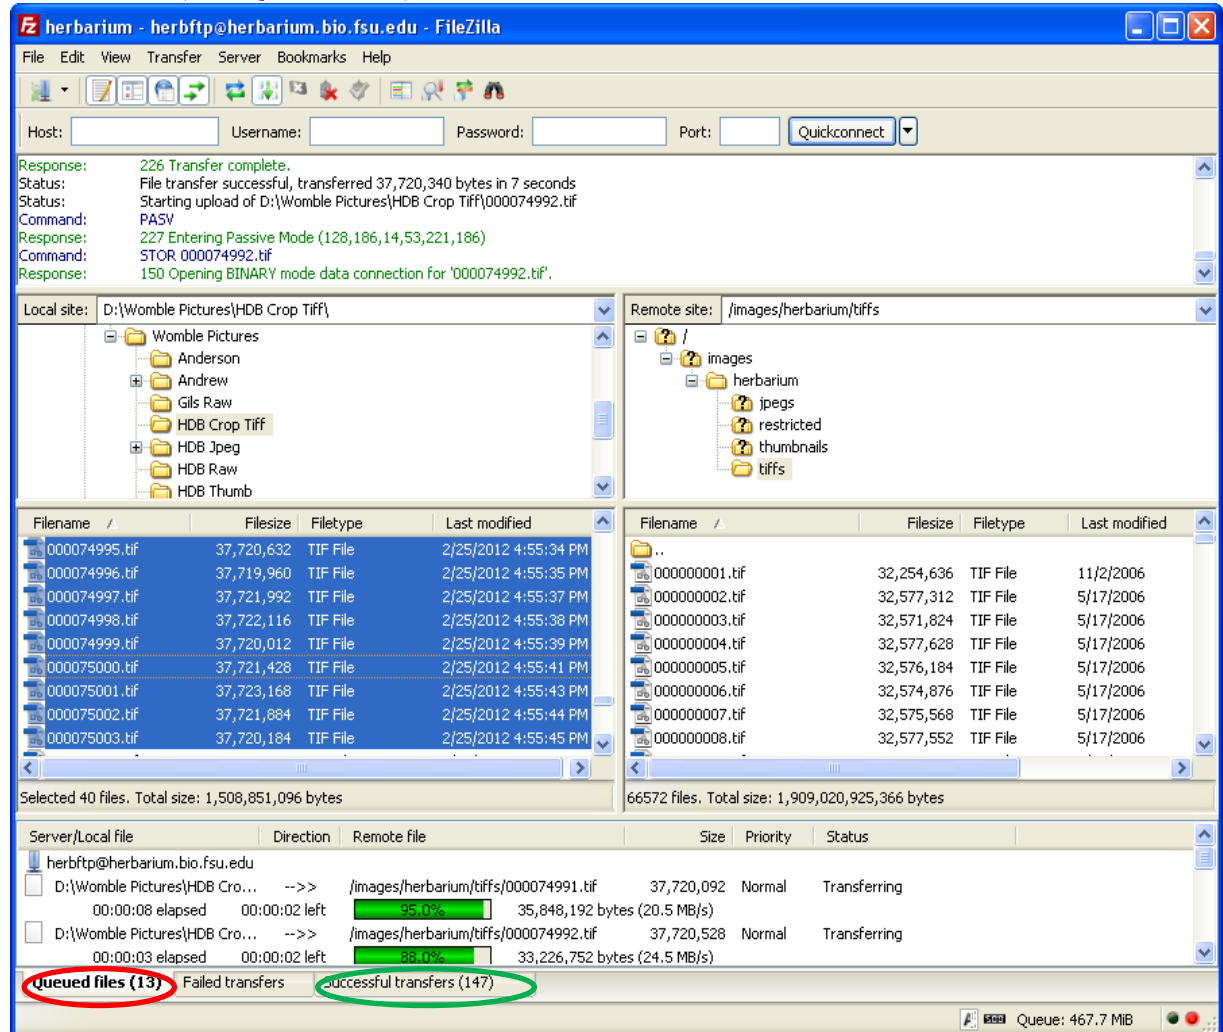 herbarium - herbftp@herbarium.bio.fsu.edu - FileZilla
File Edit View Transfer Server Bookmarks Help
Host: Username: Password: Port: Quickconnect
Response: 226 Transfer complete.
Status: File transfer successful, transferred 37,720,340 bytes in 7 seconds
Status: Starting upload of D:\Womble Pictures\HDB Crop Tiff\000074992.tif
Command: PASV
Response: 227 Entering Passive Mode (128,186,14,53,221,186)
Command: STOR 000074992.tif
Response: 150 Opening BINARY mode data connection for '000074992.tif'.
Local site: D:\Womble Pictures\HDB Crop Tiff\
Womble Pictures
Anderson
Andrew
Gils Raw
HDB Crop Tiff
HDB Jpeg
HDB Raw
HDB Thumb
Remote site: /images/herbarium/tiffs
/
images
herbarium
jpegs
restricted
thumbnails
tiffs
Filename Filesize Filetype Last modified
000074995.tif 37,720,632 TIF File 2/25/2012 4:55:34 PM
000074996.tif 37,719,960 TIF File 2/25/2012 4:55:35 PM
000074997.tif 37,721,992 TIF File 2/25/2012 4:55:37 PM
000074998.tif 37,722,116 TIF File 2/25/2012 4:55:38 PM
000074999.tif 37,720,012 TIF File 2/25/2012 4:55:39 PM
000075000.tif 37,721,428 TIF File 2/25/2012 4:55:41 PM
000075001.tif 37,723,168 TIF File 2/25/2012 4:55:43 PM
000075002.tif 37,721,884 TIF File 2/25/2012 4:55:44 PM
000075003.tif 37,720,184 TIF File 2/25/2012 4:55:45 PM
Selected 40 files. Total size: 1,508,851,096 bytes
Filename Filesize Filetype Last modified
..
000000001.tif 32,254,636 TIF File 11/2/2006
000000002.tif 32,577,312 TIF File 5/17/2006
000000003.tif 32,571,824 TIF File 5/17/2006
000000004.tif 32,577,628 TIF File 5/17/2006
000000005.tif 32,576,184 TIF File 5/17/2006
000000006.tif 32,574,876 TIF File 5/17/2006
000000007.tif 32,575,568 TIF File 5/17/2006
000000008.tif 32,577,552 TIF File 5/17/2006
66572 files. Total size: 1,909,020,925,366 bytes
Server/Local file Direction Remote file Size Priority Status
herbftp@herbarium.bio.fsu.edu
D:\Womble Pictures\HDB Cro... -->> /images/herbarium/tiffs/000074991.tif 37,720,092 Normal Transferring
00:00:08 elapsed 00:00:02 left 95.0% 35,848,192 bytes (20.5 MB/s)
D:\Womble Pictures\HDB Cro... -->> /images/herbarium/tiffs/000074992.tif 37,720,528 Normal Transferring
00:00:03 elapsed 00:00:02 left 88.0% 33,226,752 bytes (24.5 MB/s)
Queued files (13) Failed transfers Successful transfers (147)
Queue: 467.7 MiB